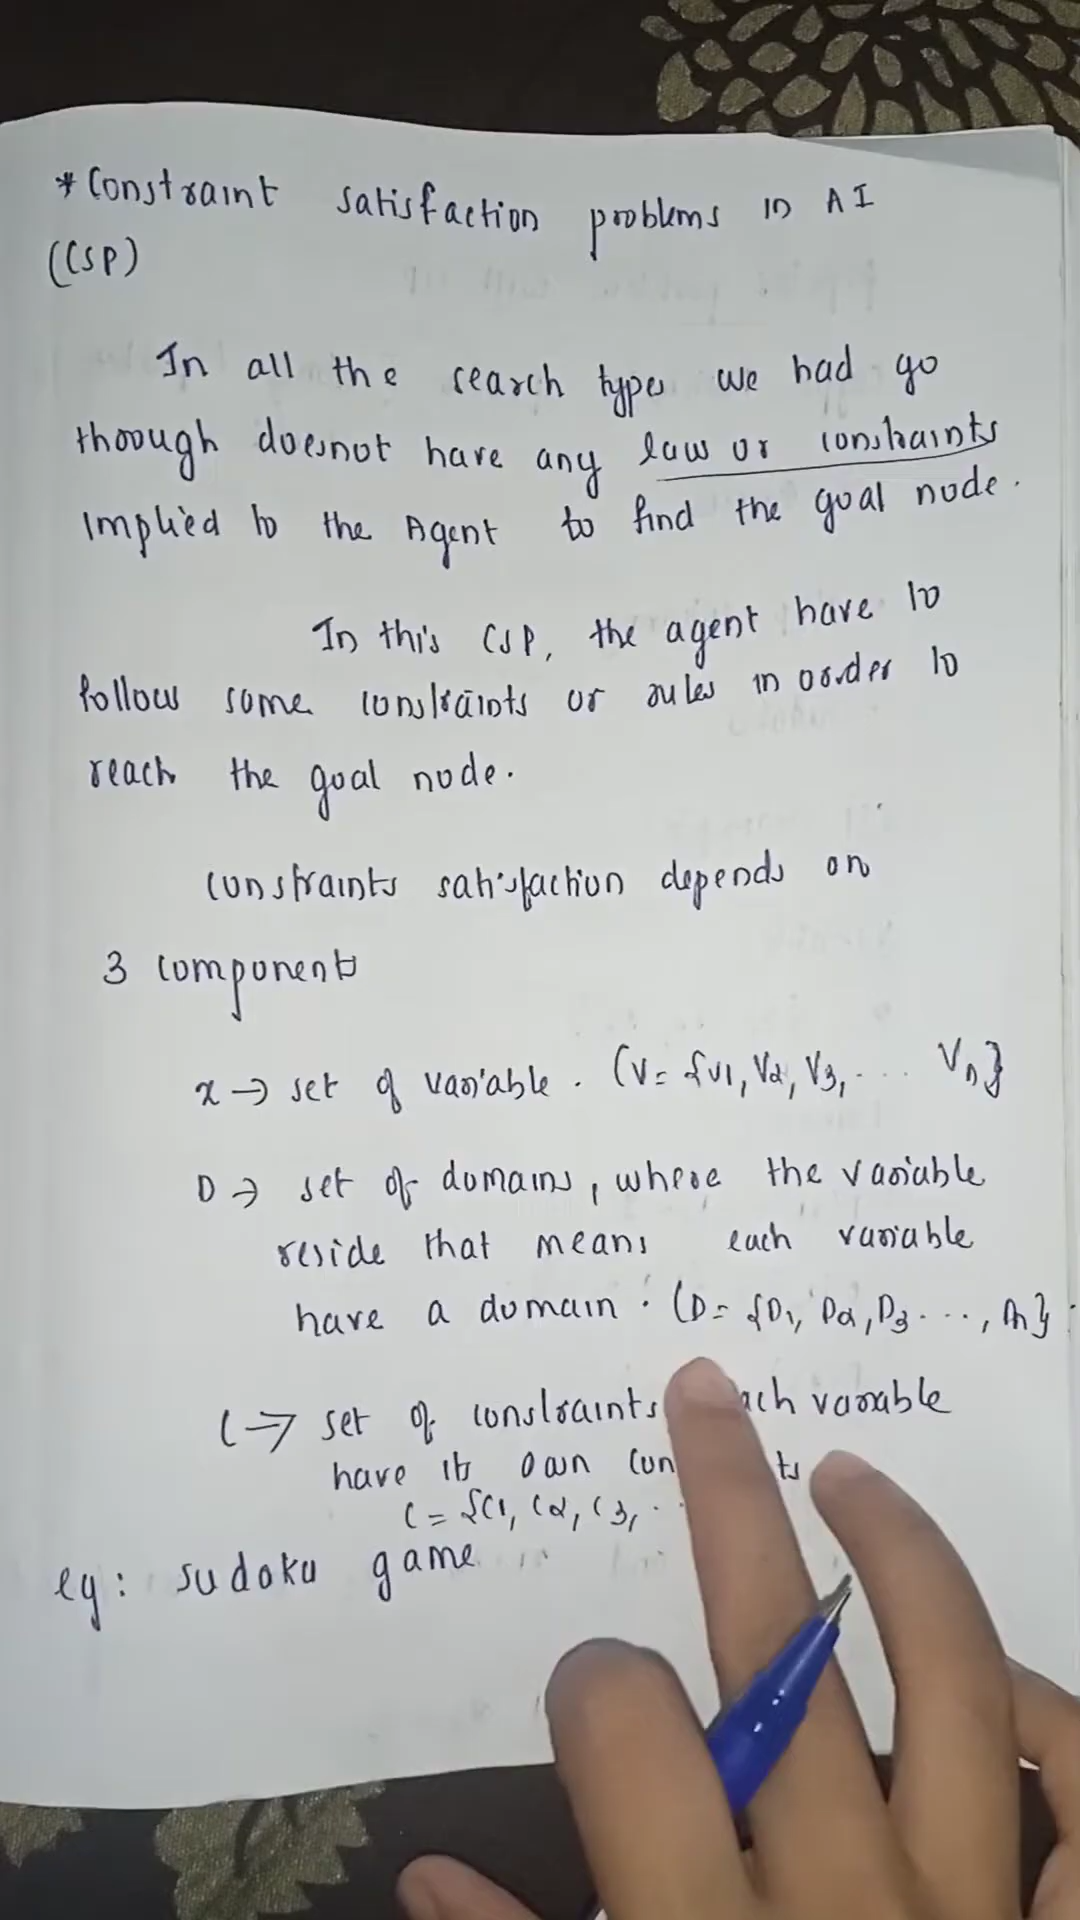 * Constraint satisfaction problems in AI
(CSP)
In all the search types we had go
through doesnot have any law or constraints
implied to the Agent to find the goal node.
In this CSP, the agent have to
follow some constraints or rules in order to
reach the goal node.
Constraints satisfaction depends on
3 components
x → set of variable. (V = {V1, V2, V3, .... Vn}
D → set of domains, where the variable
reside that means each variable
have a domain. (D = {D1, D2, D3 ...., Dn}.
C → set of constraints variable
have its own
C = {C1, C2, C3, ..
eg: sudoku game